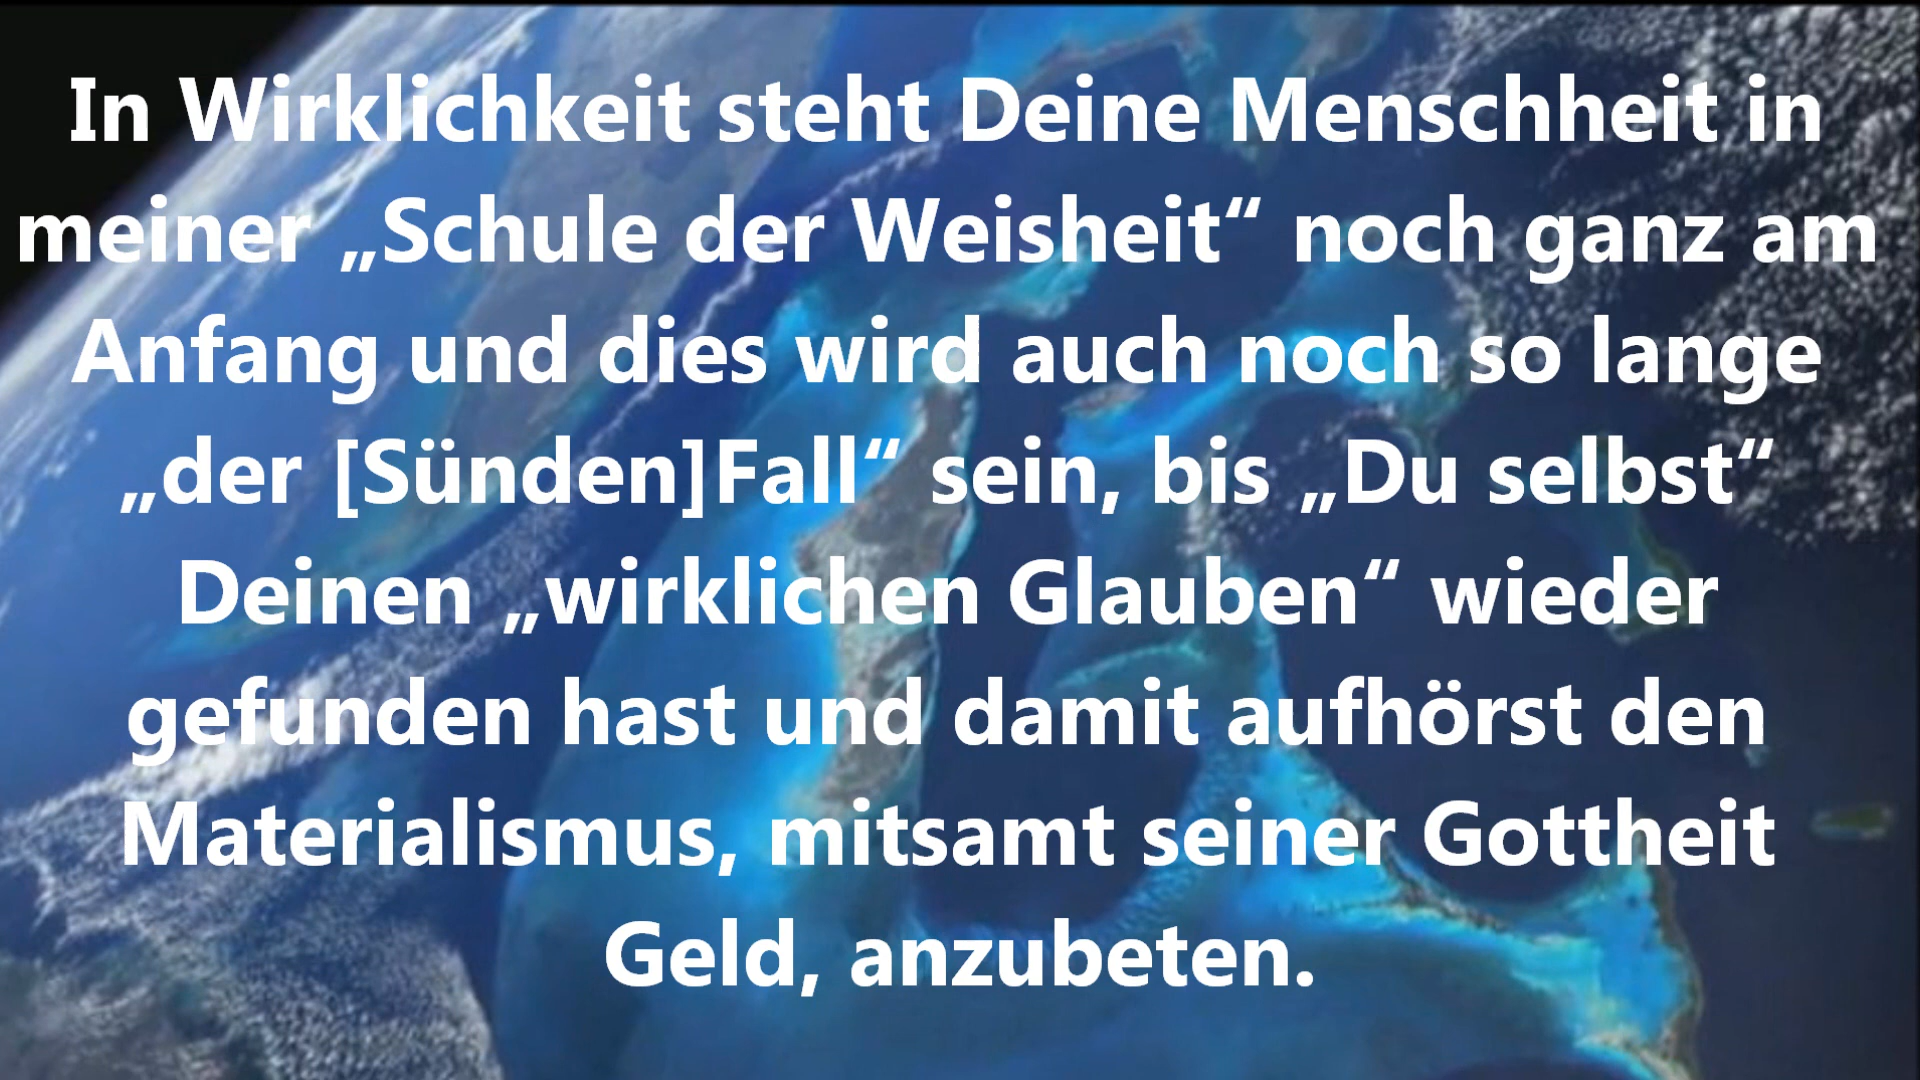 In Wirklichkeit steht Deine Menschheit in
meiner „Schule der Weisheit“ noch ganz am
Anfang und dies wird auch noch so lange
„der [Sünden]Fall“ sein, bis „Du selbst“
Deinen „wirklichen Glauben“ wieder
gefunden hast und damit aufhörst den
Materialismus, mitsamt seiner Gottheit
Geld, anzubeten.